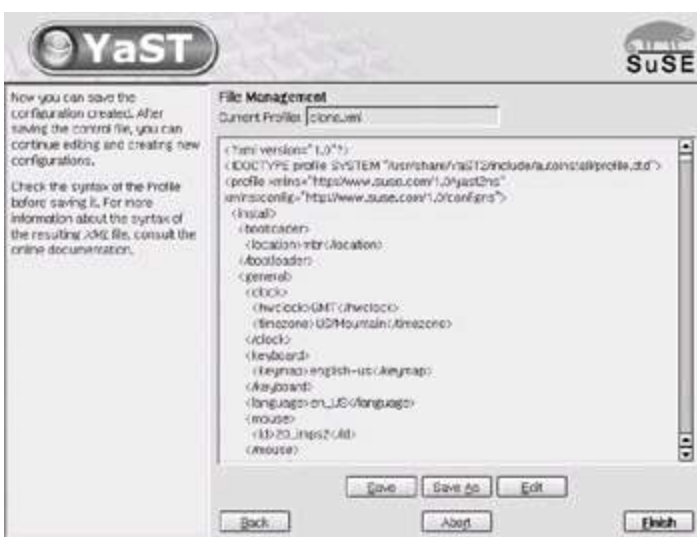 YaST
SuSE
Now you can save the
configuration created. After
saving the control file, you can
continue editing and creating new
configurations.
Check the syntax of the Profile
before saving it. For more
information about the syntax of
the resulting XML file, consult the
online documentation.
File Management
Current Profile: clone.xml
<?xml version="1.0"?>
<!DOCTYPE profile SYSTEM "/usr/share/YaST2/include/autoinstall/profile.dtd">
<profile xmlns="http://www.suse.com/1.0/yast2ns"
xmlns:config="http://www.suse.com/1.0/configns">
<install>
<bootloader>
<location>mbr</location>
</bootloader>
<general>
<clock>
<hwclock>GMT</hwclock>
<timezone>US/Mountain</timezone>
</clock>
<keyboard>
<keymap>english-us</keymap>
</keyboard>
<language>en_US</language>
<mouse>
<id>20_imps2</id>
</mouse>
Save
Save As
Edit
Back
Abort
Finish